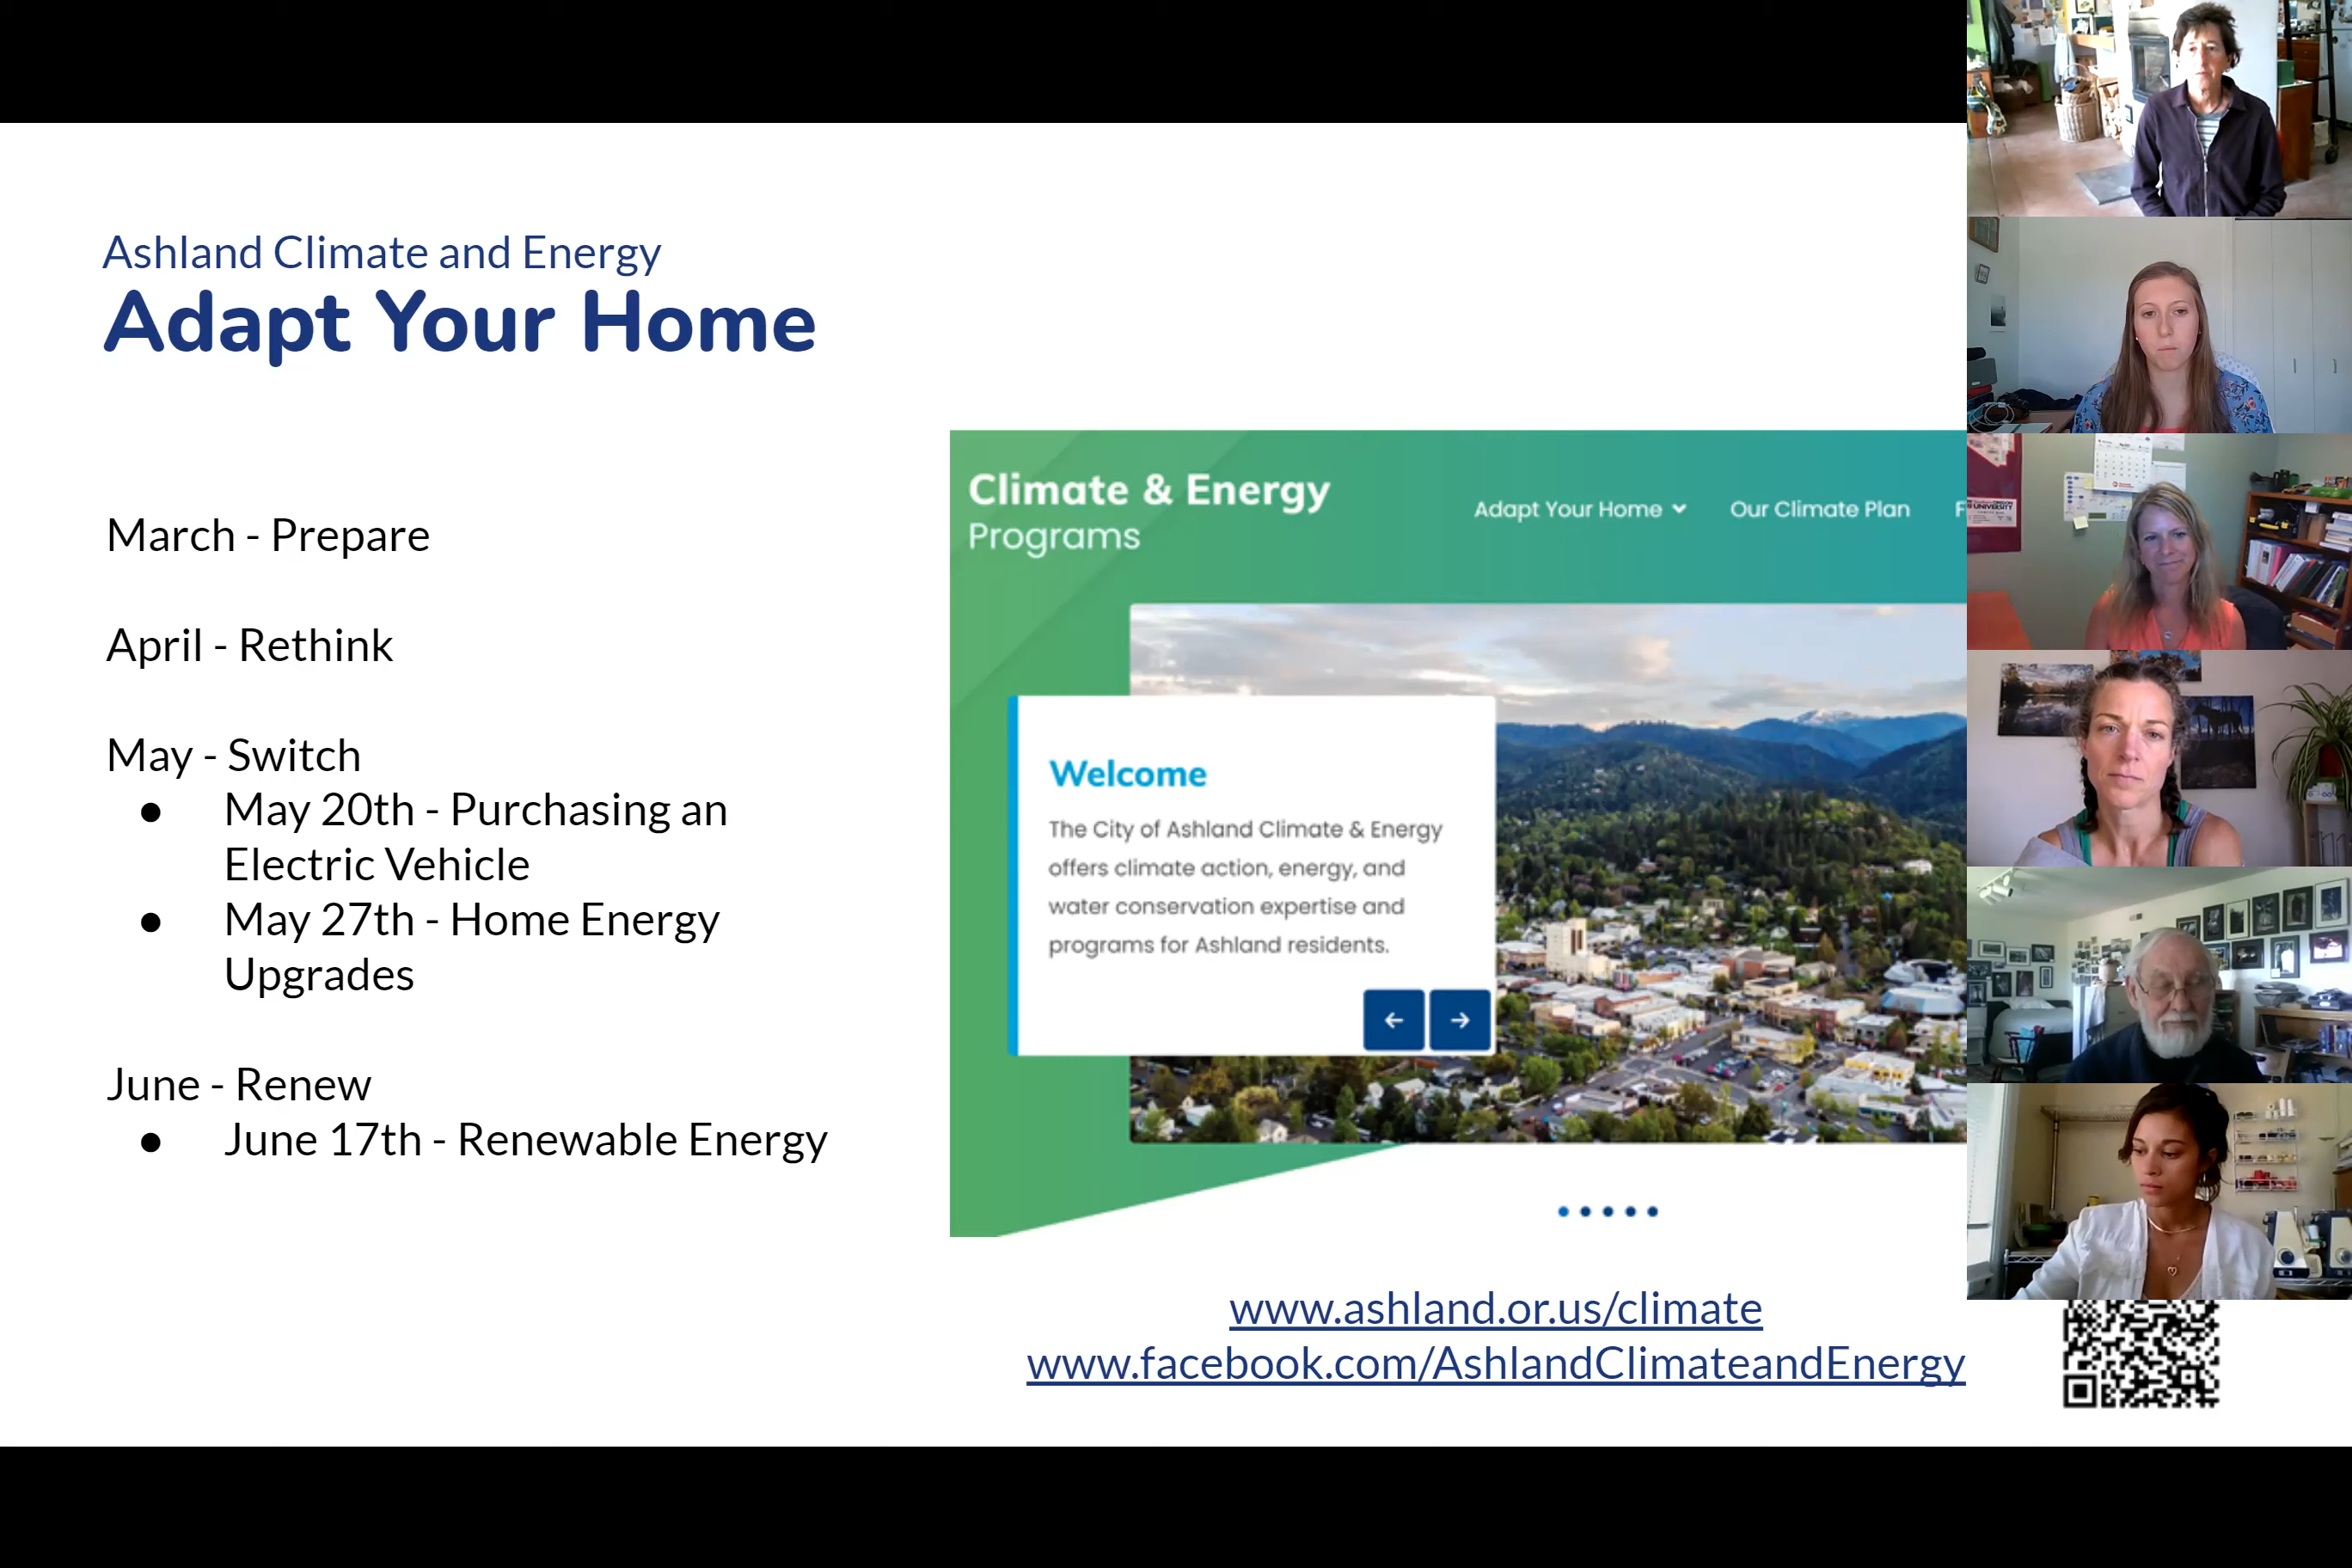 Ashland Climate and Energy
Adapt Your Home
March - Prepare
April - Rethink
May - Switch
● May 20th - Purchasing an
Electric Vehicle
● May 27th - Home Energy
Upgrades
June - Renew
● June 17th - Renewable Energy
Climate & Energy
Programs
Adapt Your Home
Our Climate Plan
F
Welcome
The City of Ashland Climate & Energy
offers climate action, energy, and
water conservation expertise and
programs for Ashland residents.
www.ashland.or.us/climate
www.facebook.com/AshlandClimateandEnergy
UNIVERSITY